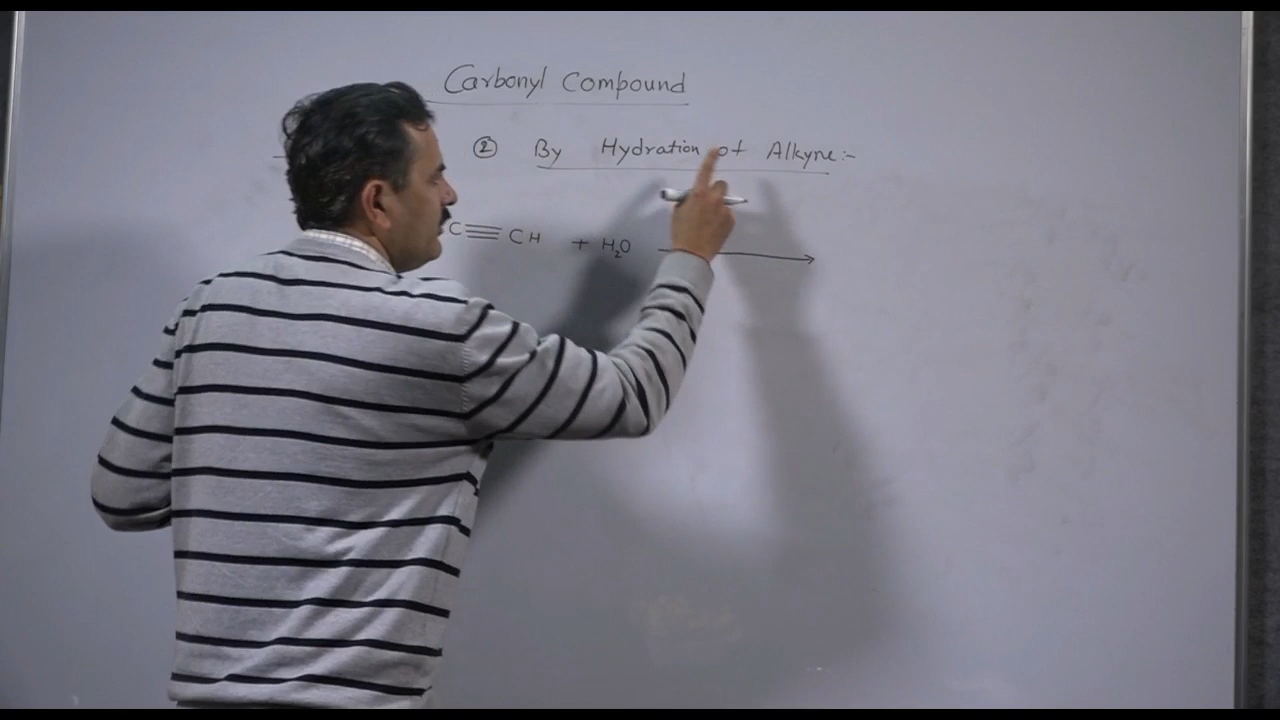 Carbonyl Compound
② By Hydration of Alkyne:-
C≡CH + H₂O →